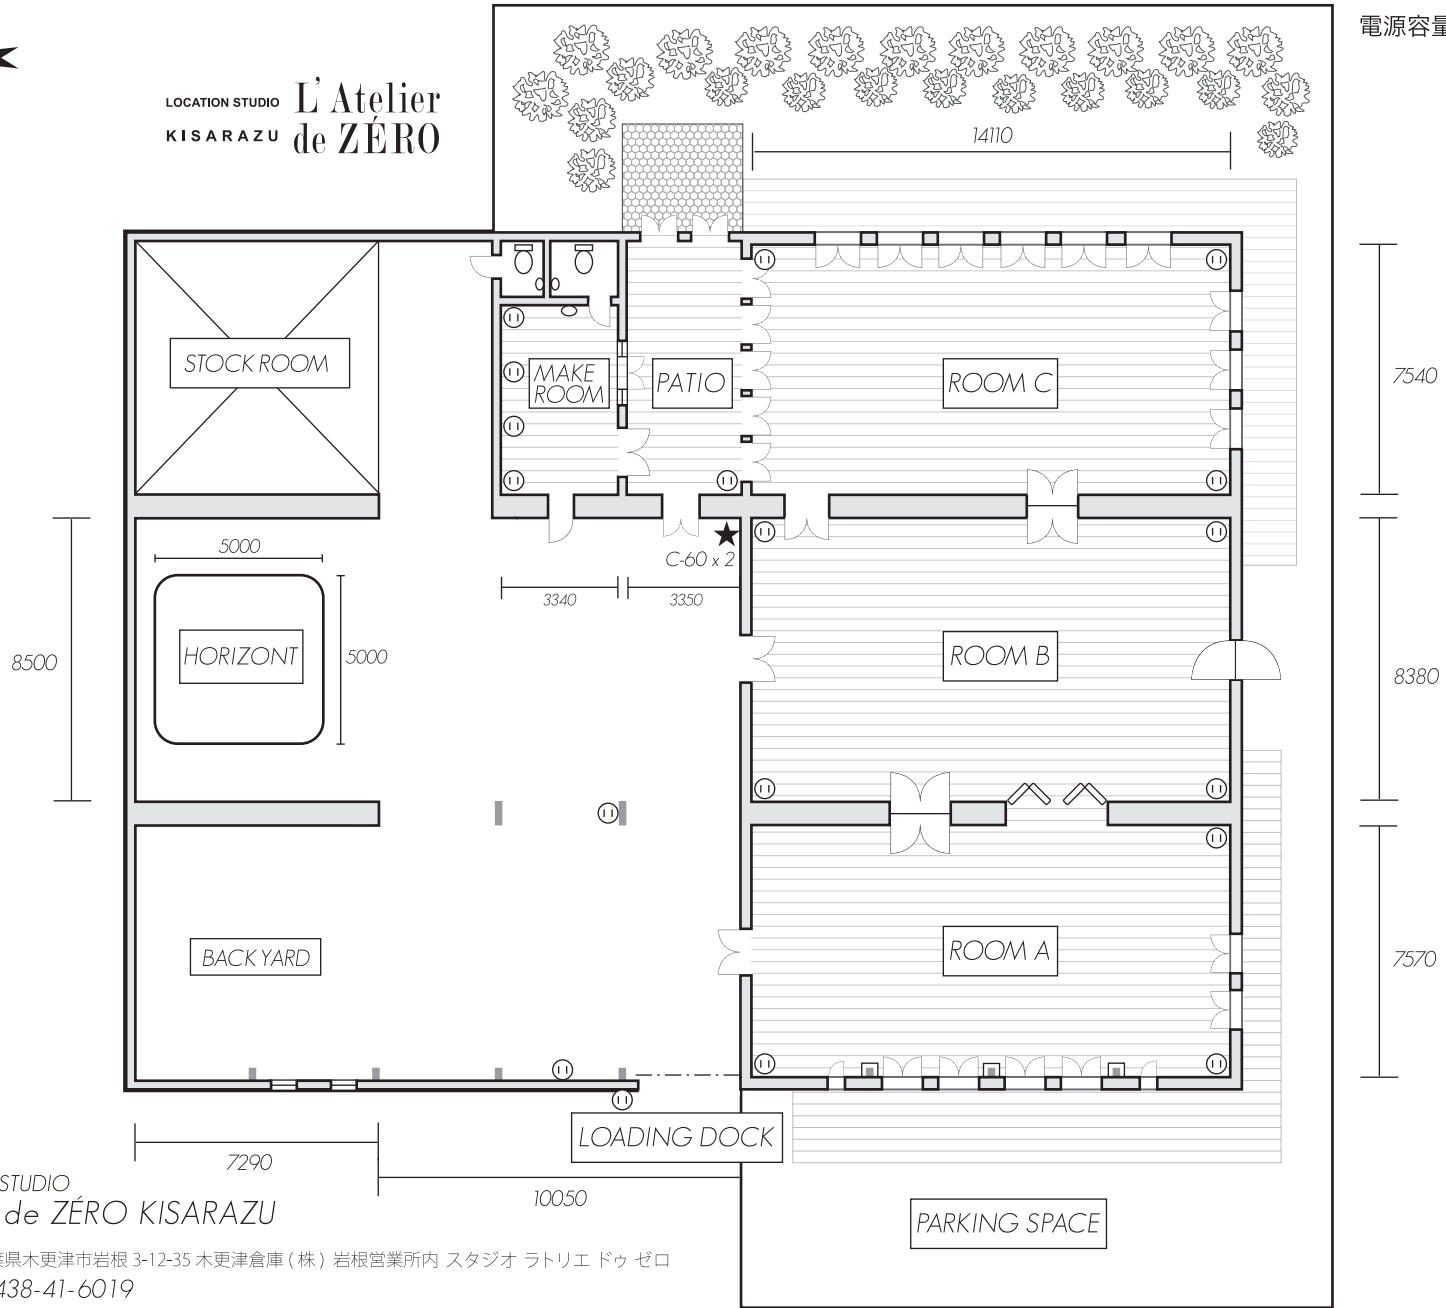 電源容量
LOCATION STUDIO
KISARAZU
L'Atelier
de ZÉRO
14110
STOCK ROOM
MAKE
ROOM
PATIO
ROOM C
7540
5000
C-60 x 2
3340
3350
HORIZONT
5000
8500
ROOM B
8380
BACK YARD
ROOM A
7570
LOADING DOCK
7290
10050
STUDIO
de ZÉRO KISARAZU
PARKING SPACE
県木更津市岩根 3-12-35 木更津倉庫 ( 株 ) 岩根営業所内 スタジオ ラトリエ ドゥ ゼロ
438-41-6019